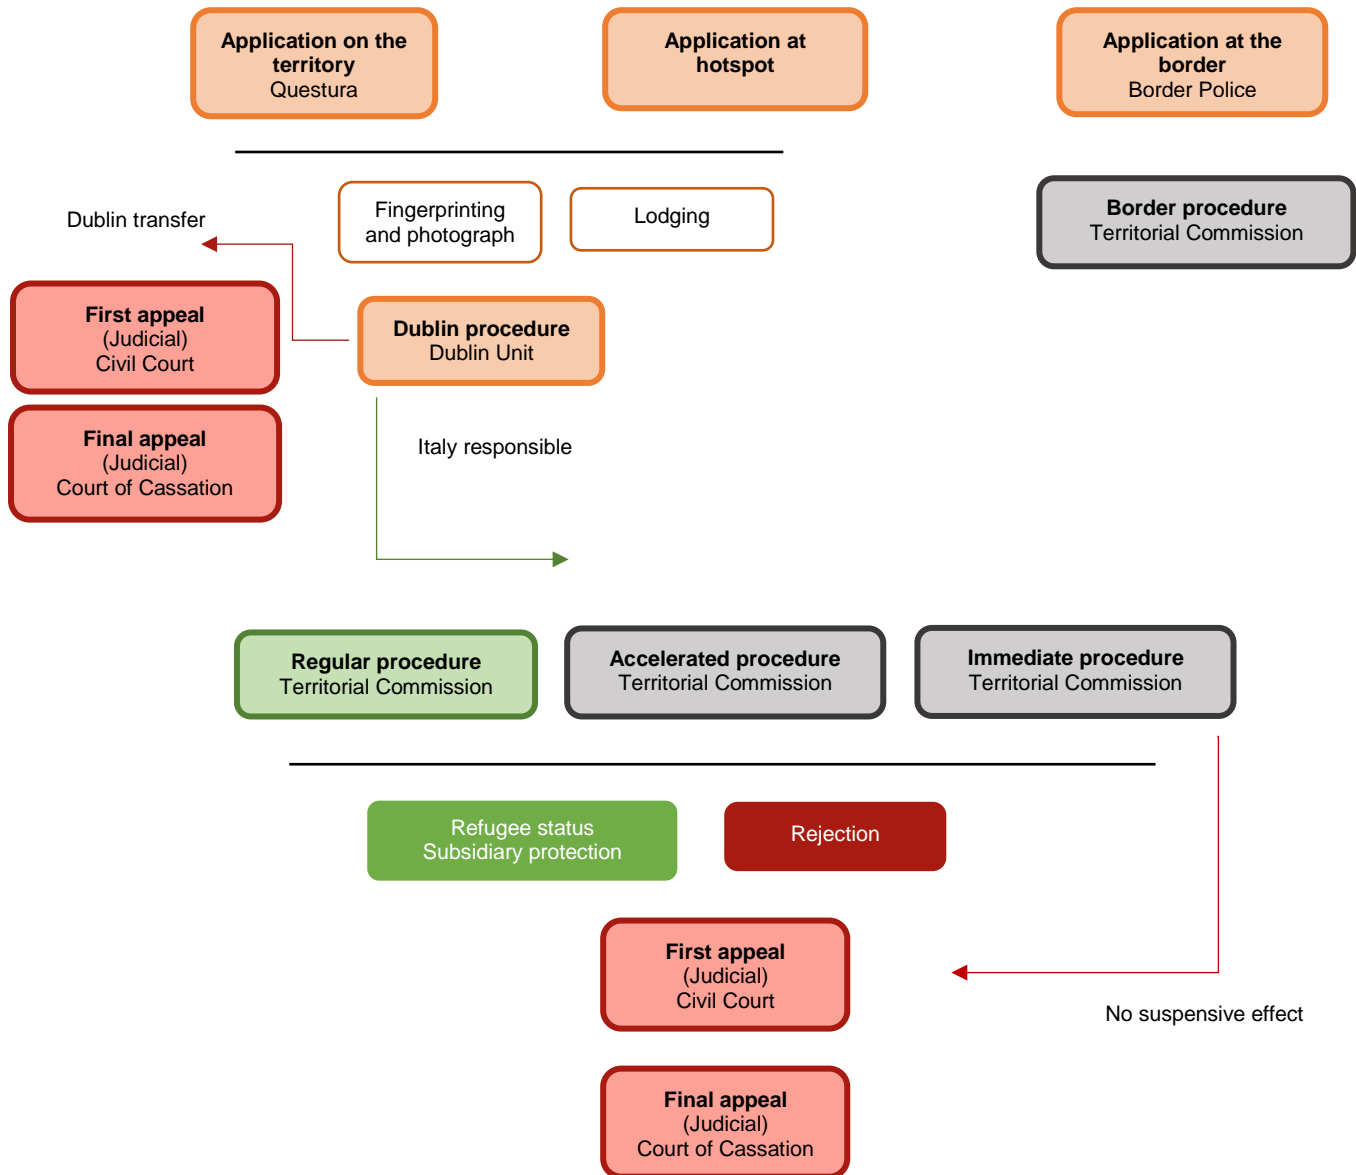 Application on the
territory
Questura
Application at
hotspot
Application at the
border
Border Police
Fingerprinting
and photograph
Lodging
Border procedure
Territorial Commission
Dublin transfer
First appeal
(Judicial)
Civil Court
Dublin procedure
Dublin Unit
Final appeal
(Judicial)
Court of Cassation
Italy responsible
Regular procedure
Territorial Commission
Accelerated procedure
Territorial Commission
Immediate procedure
Territorial Commission
Refugee status
Subsidiary protection
Rejection
First appeal
(Judicial)
Civil Court
No suspensive effect
Final appeal
(Judicial)
Court of Cassation